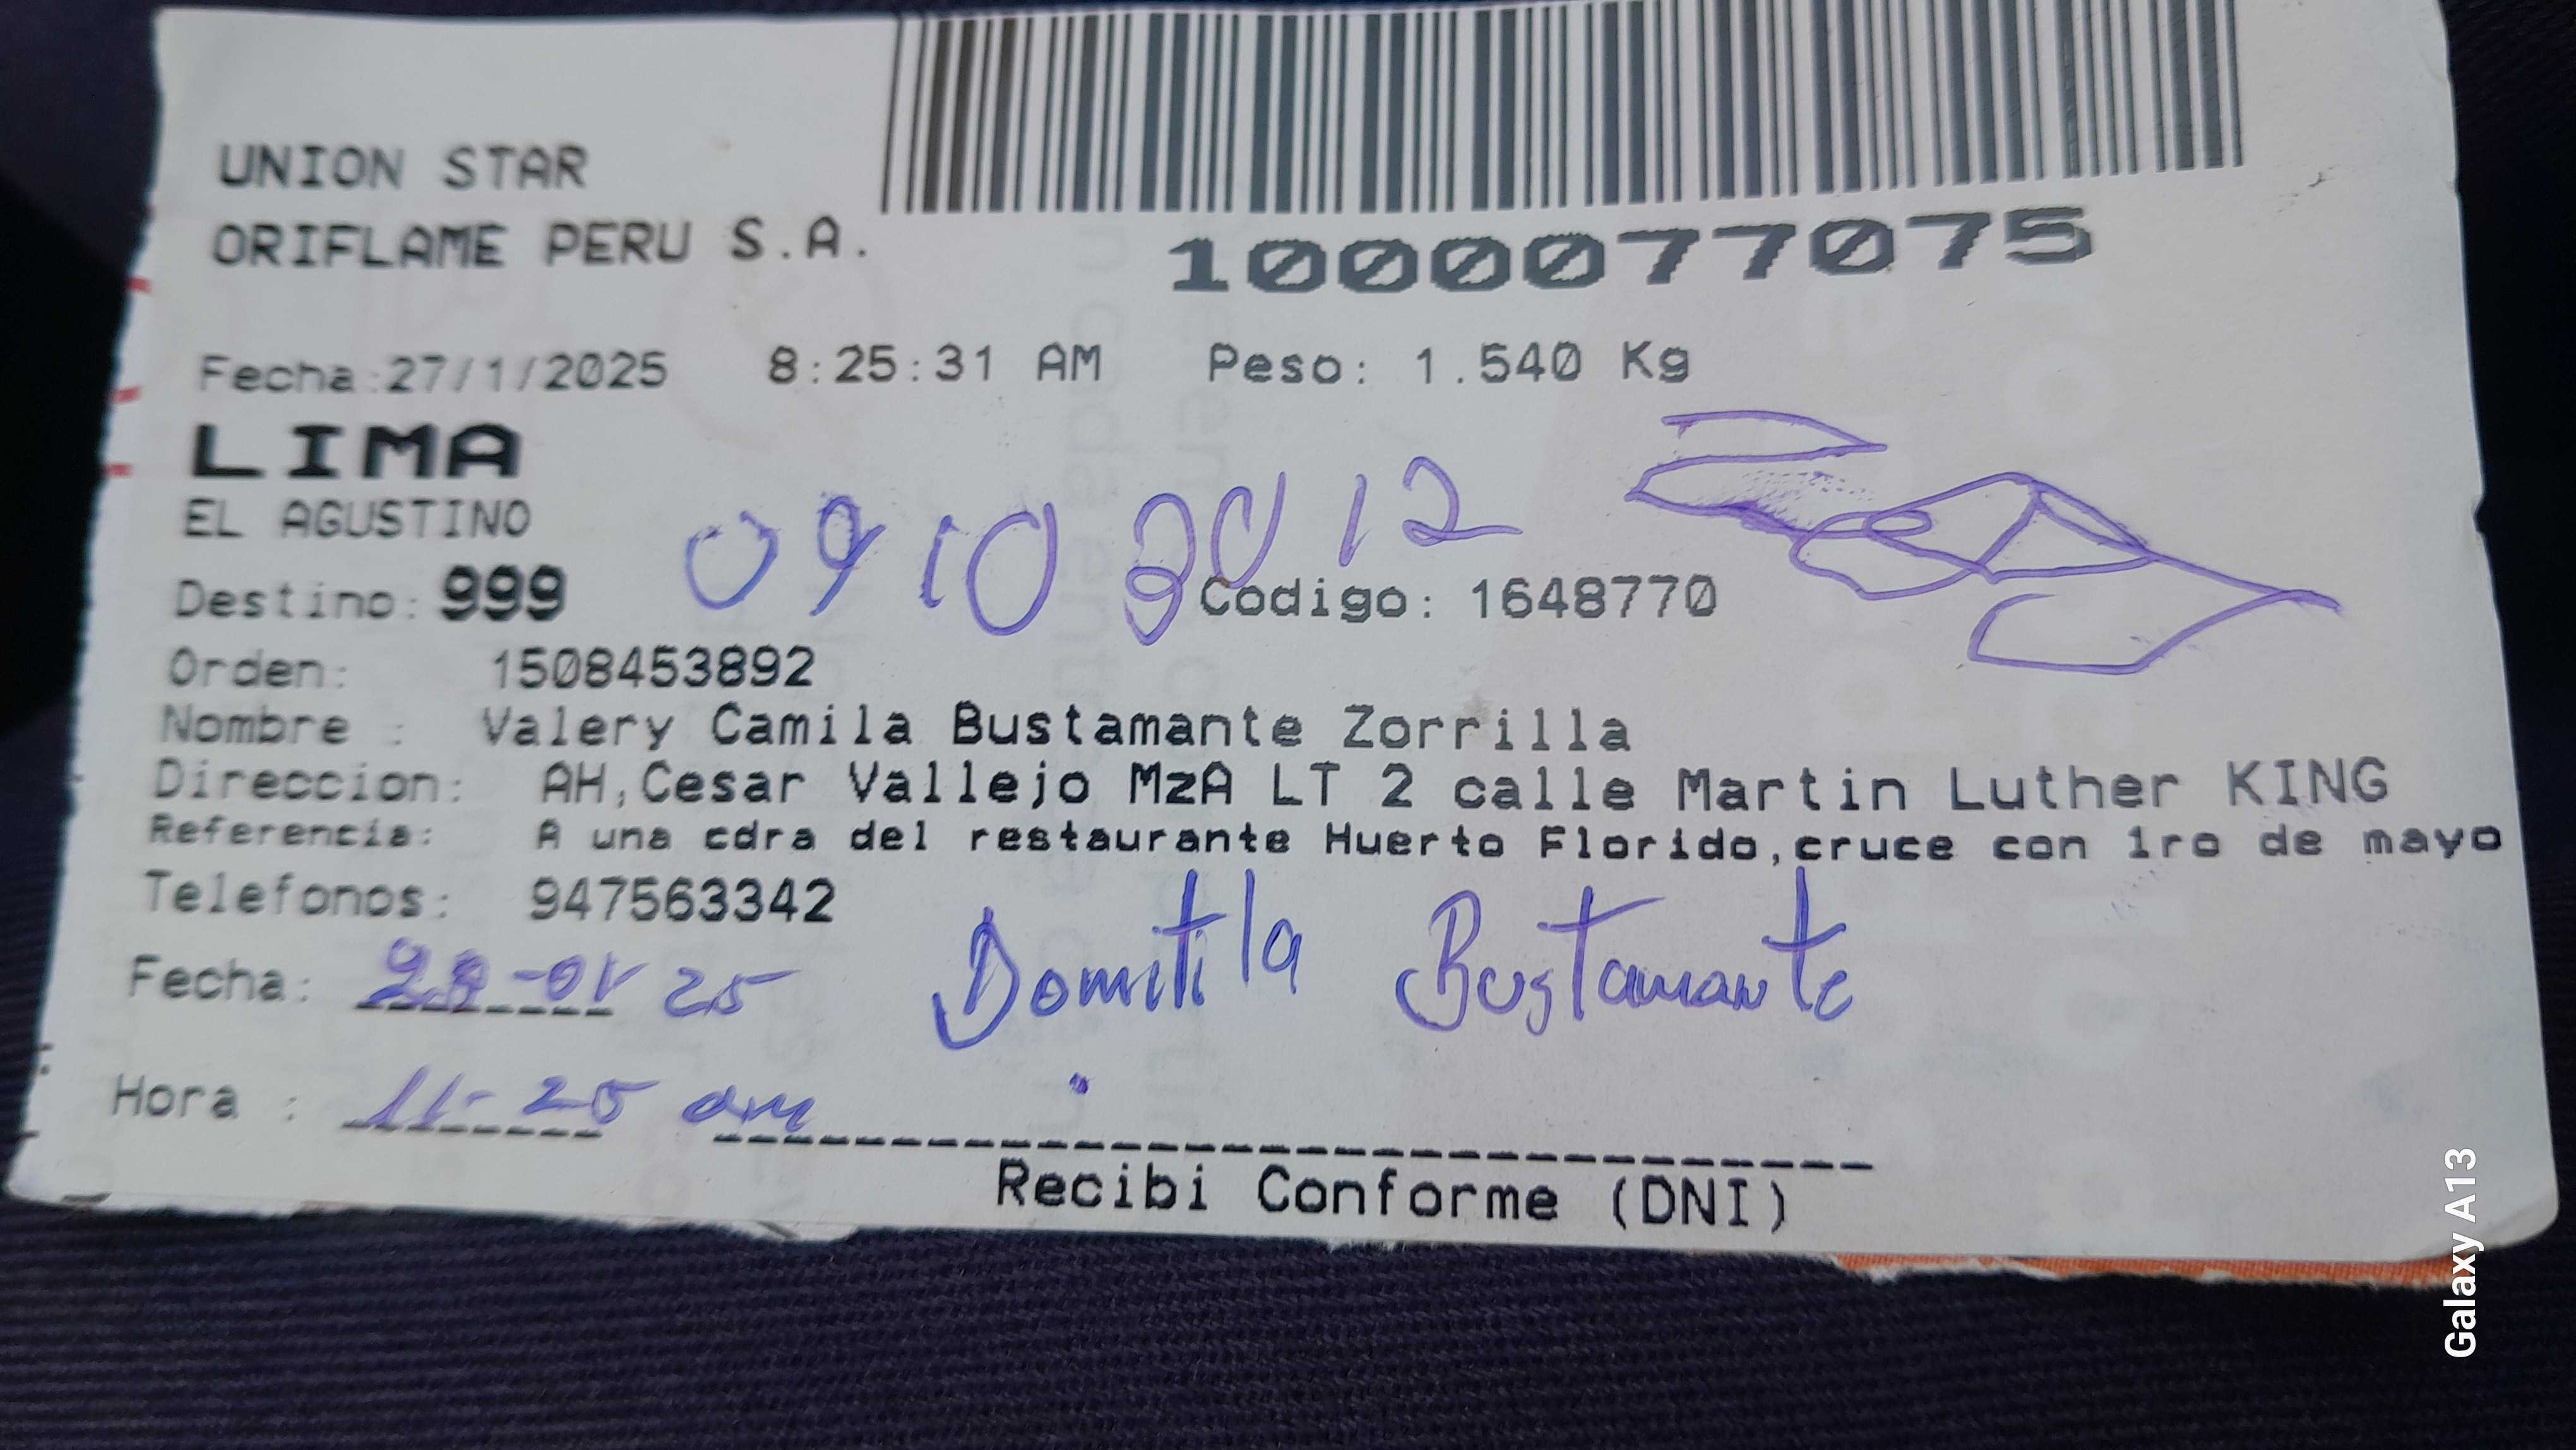 UNION STAR
ORIFLAME PERU S.A.
1000077075
Fecha:27/1/2025 8:25:31 AM Peso: 1.540 Kg
LIMA
EL AGUSTINO
Destino: 999 Codigo: 1648770
Orden: 1508453892
Nombre : Valery Camila Bustamante Zorrilla
Direccion: AH,Cesar Vallejo MzA LT 2 calle Martin Luther KING
Referencia: A una cdra del restaurante Huerto Florido,cruce con 1ro de mayo
Telefonos: 947563342
Domitila Bustamante
Fecha: 25
Hora : 11-25 am
Recibi Conforme (DNI)
Galaxy A13